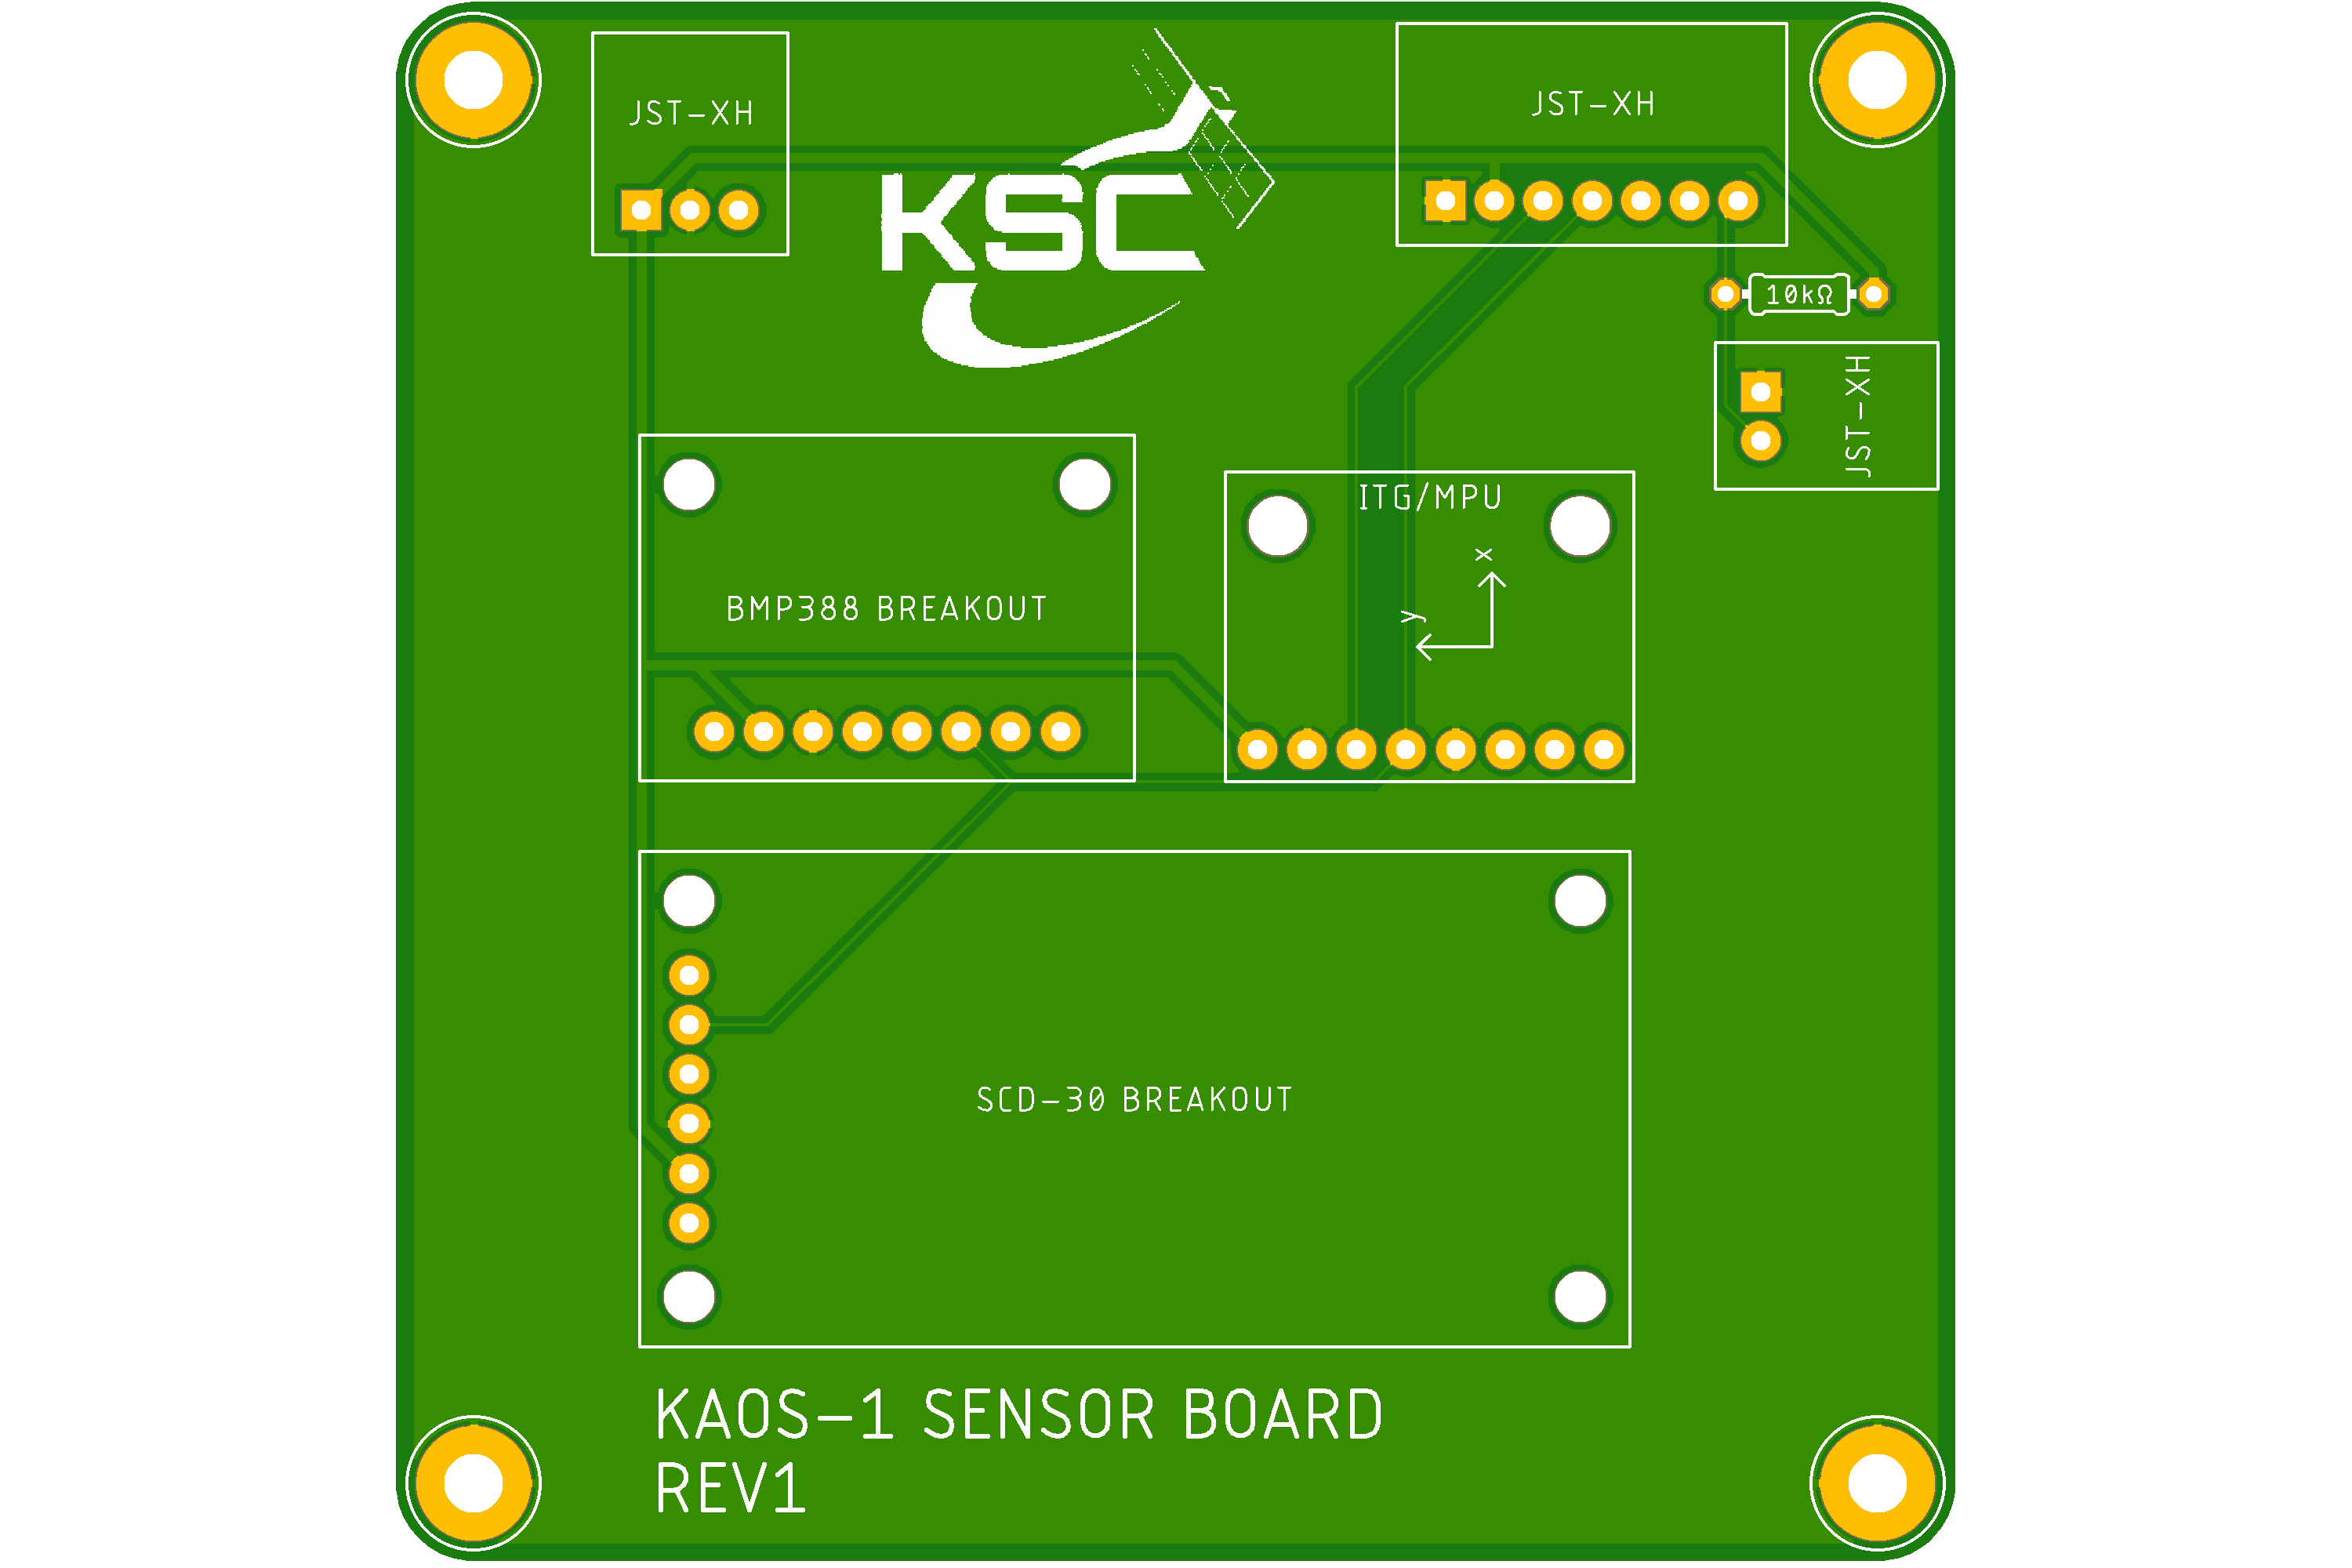 JST-XH
JST-XH
KSC
10kΩ
JST-XH
ITG/MPU
x
y
BMP388 BREAKOUT
SCD-30 BREAKOUT
KAOS-1 SENSOR BOARD
REV1